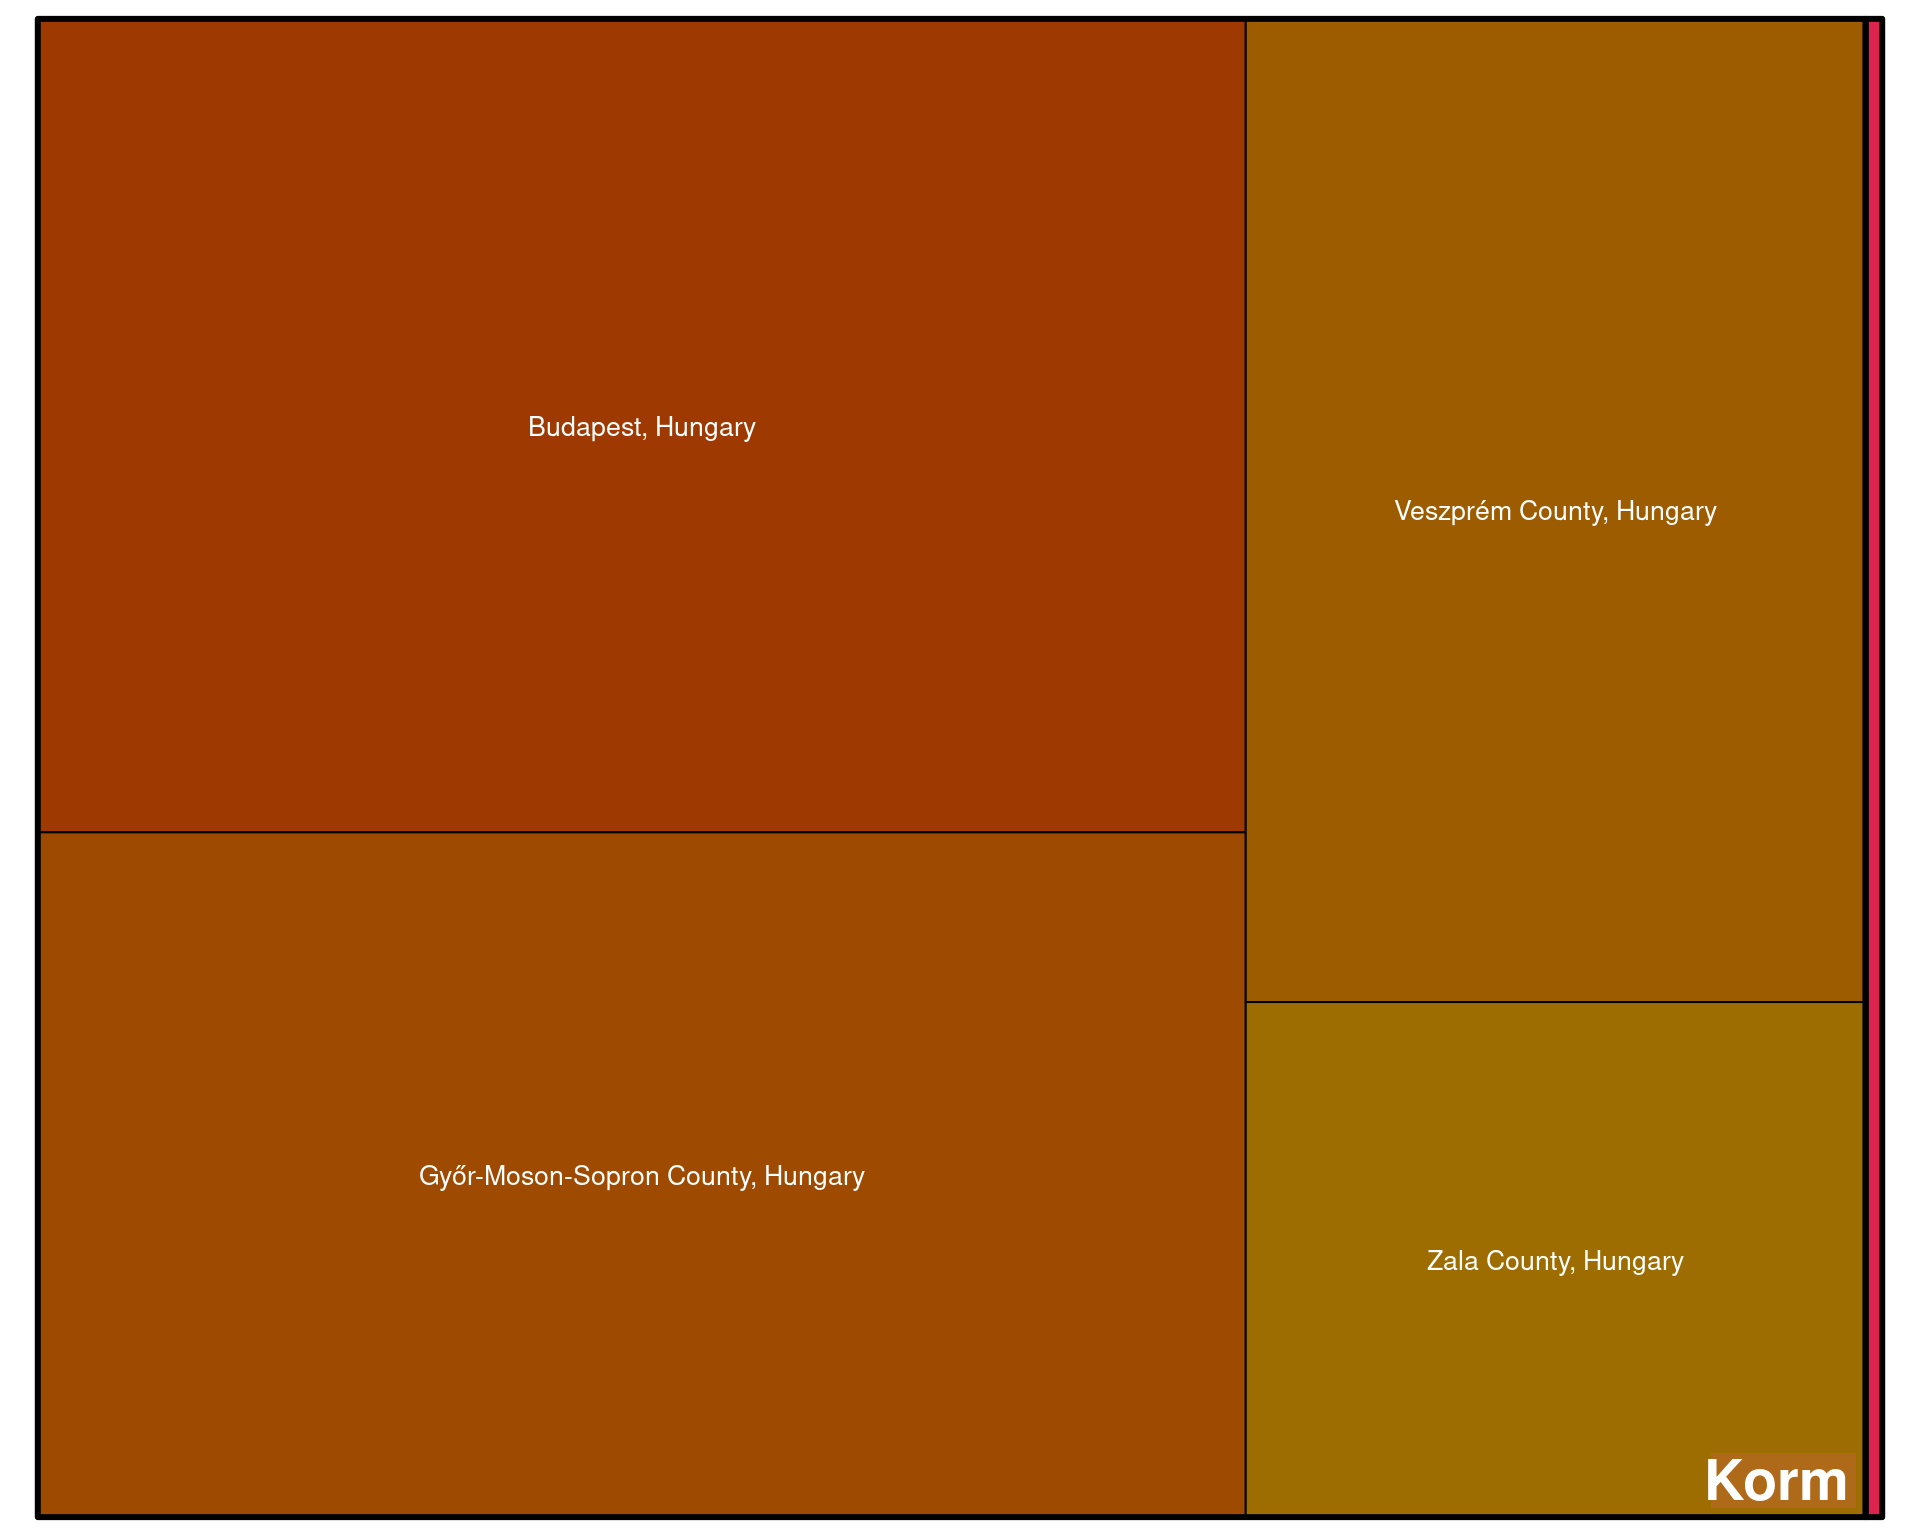 Budapest, Hungary
Veszprém County, Hungary
Győr-Moson-Sopron County, Hungary
Zala County, Hungary
Korm